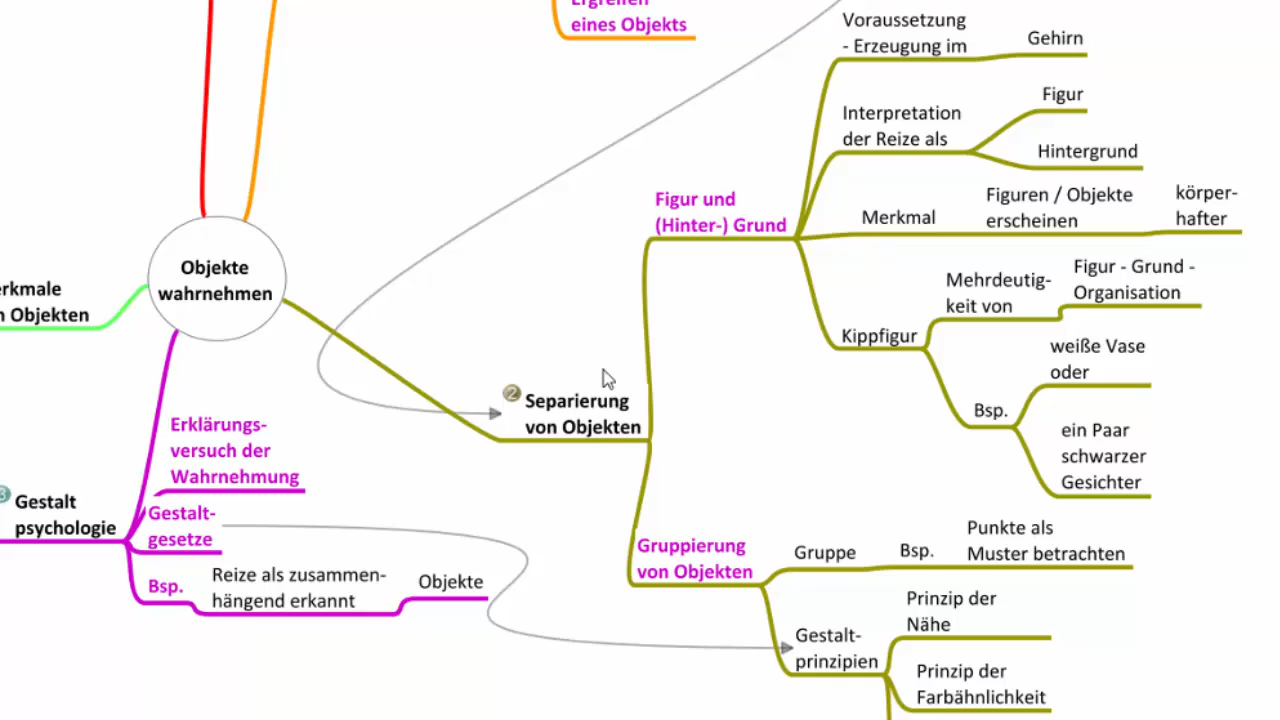 Ergreifen
eines Objekts
Voraussetzung
- Erzeugung im
Gehirn
Interpretation
der Reize als
Figur
Hintergrund
Figur und
(Hinter-) Grund
Merkmal
Figuren / Objekte
erscheinen
körper-
hafter
Kippfigur
Mehrdeutig-
keit von
Figur - Grund -
Organisation
Bsp.
weiße Vase
oder
ein Paar
schwarzer
Gesichter
Objekte
wahrnehmen
n Objekten
2
Separierung
von Objekten
Erklärungs-
versuch der
Wahrnehmung
3
Gestalt
psychologie
Gestalt-
gesetze
Bsp.
Reize als zusammen-
hängend erkannt
Objekte
Gruppierung
von Objekten
Gruppe
Bsp.
Punkte als
Muster betrachten
Gestalt-
prinzipien
Prinzip der
Nähe
Prinzip der
Farbähnlichkeit